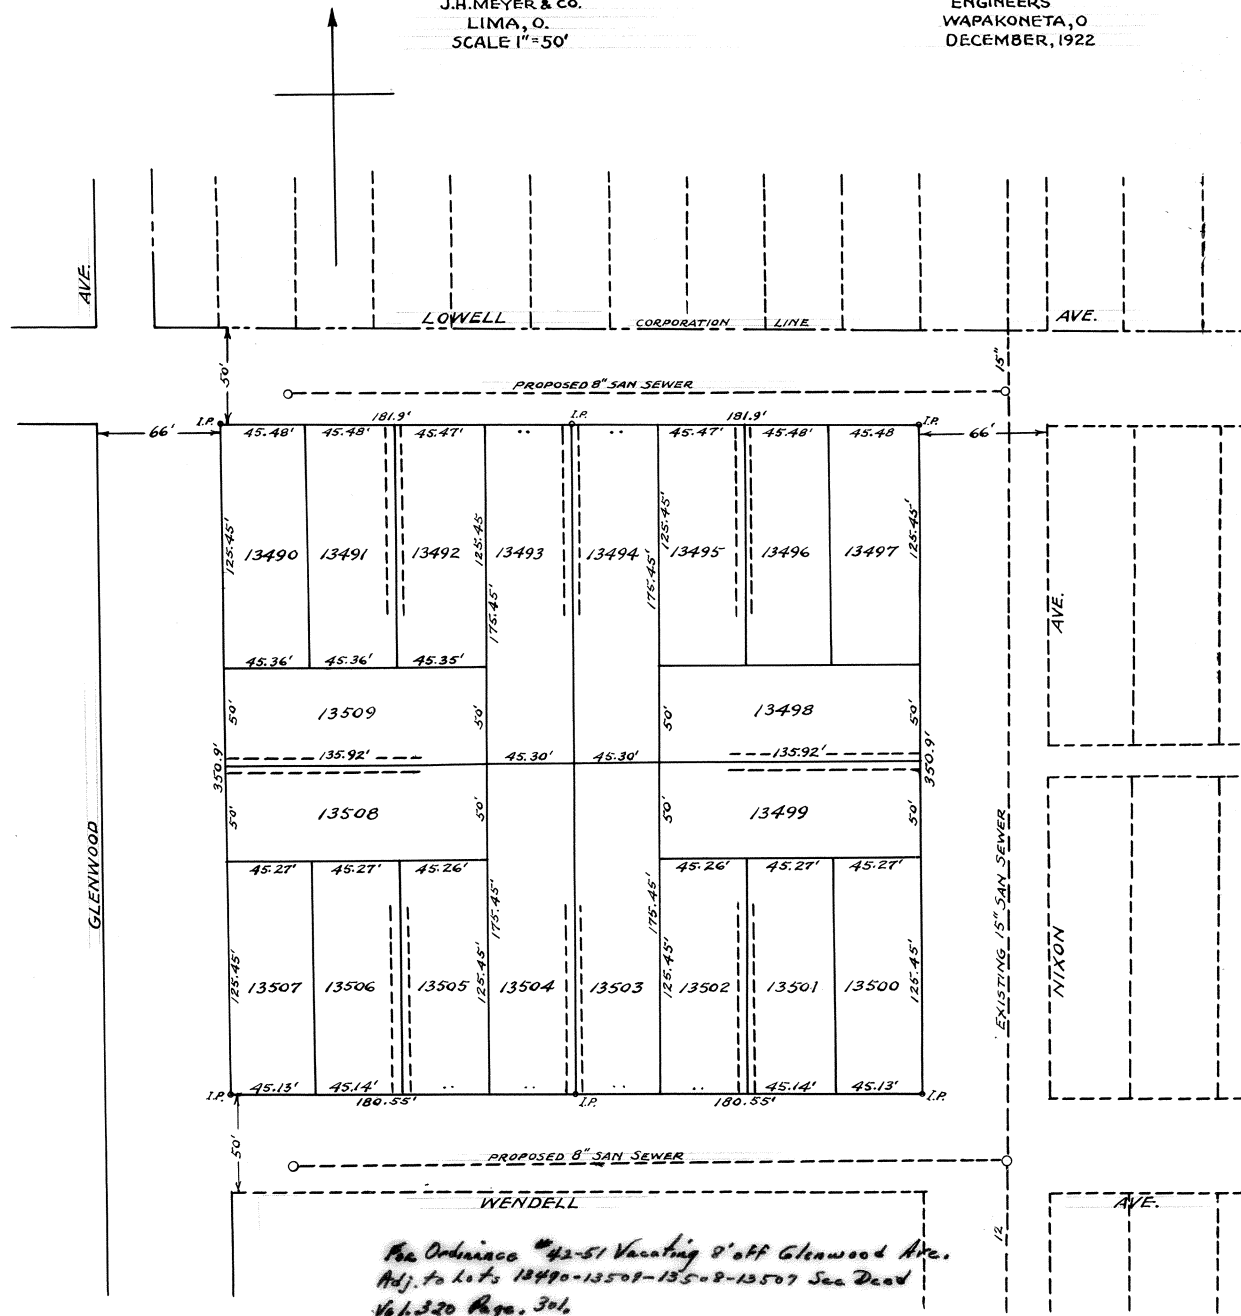 J.H. MEYER & CO.
LIMA, O.
SCALE 1"=50'
ENGINEERS
WAPAKONETA, O
DECEMBER, 1922
AVE.
LOWELL
CORPORATION LINE
AVE.
50'
15"
PROPOSED 8" SAN SEWER
I.P. 181.9' I.P. 181.9' I.P.
66' 45.48' 45.48' 45.47' .. .. 45.47' 45.48' 45.48 66'
125.45' 125.45 125.45' 125.45'
13490 13491 13492 13493 13494 13495 13496 13497
175.45' 175.45'
AVE.
45.36' 45.36' 45.35'
50' 13509 50' 50' 13498 50'
135.92' 45.30' 45.30' 135.92'
350.9' 350.9'
50' 13508 50' 50' 13499 50'
GLENWOOD
EXISTING 15" SAN SEWER
45.27' 45.27' 45.26' 45.26' 45.27' 45.27'
175.45' 175.45'
NIXON
125.45' 125.45' 125.45' 125.45'
13507 13506 13505 13504 13503 13502 13501 13500
45.13' 45.14' .. .. .. .. 45.14' 45.13'
I.P. 180.55' I.P. 180.55' I.P.
50'
PROPOSED 8" SAN SEWER
WENDELL
AVE.
12
For Ordinance #42-51 Vacating 8' off Glenwood Ave.
Adj. to Lots 13490-13509-13508-13507 See Deed
Vol. 320 Page. 301.